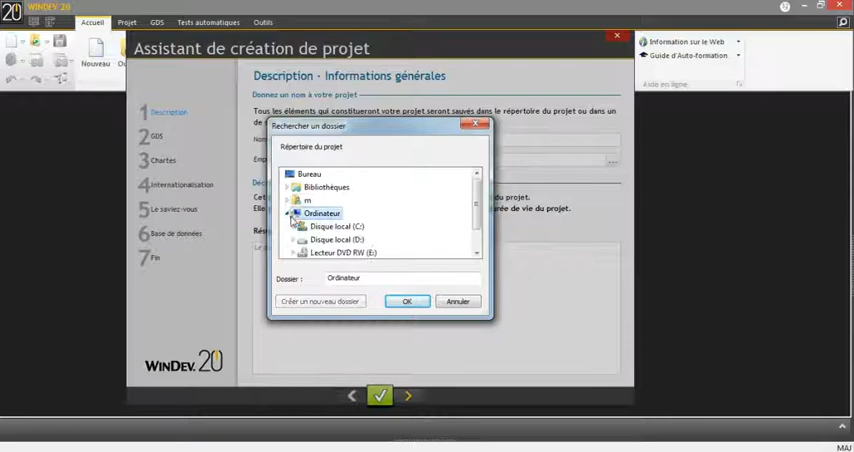 20 WINDEV 20
Accueil Projet GDS Tests automatiques Outils
Nouveau
Information sur le Web
Guide d'Auto-formation
Aide en ligne
Assistant de création de projet
Description - Informations générales
Donnez un nom à votre projet
Tous les éléments qui constitueront votre projet seront sauvés dans le répertoire du projet ou dans un
1 Description
2 GDS
3 Chartes
4 Internationalisation
5 Le saviez-vous
6 Base de données
7 Fin
Rechercher un dossier
Répertoire du projet
Bureau
Bibliothèques
m
Ordinateur
Disque local (C:)
Disque local (D:)
Lecteur DVD RW (E:)
Dossier : Ordinateur
Créer un nouveau dossier OK Annuler
du projet.
durée de vie du projet.
WINDEV. 20
MAJ